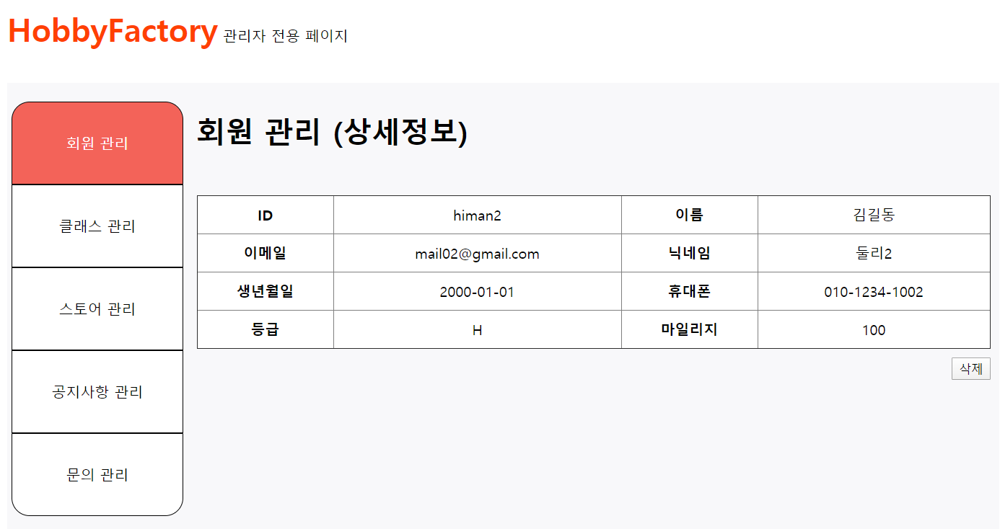 HobbyFactory 관리자 전용 페이지
회원 관리
클래스 관리
스토어 관리
공지사항 관리
문의 관리
회원 관리 (상세정보)
ID himan2 이름 김길동
이메일 mail02@gmail.com 닉네임 둘리2
생년월일 2000-01-01 휴대폰 010-1234-1002
등급 H 마일리지 100
삭제